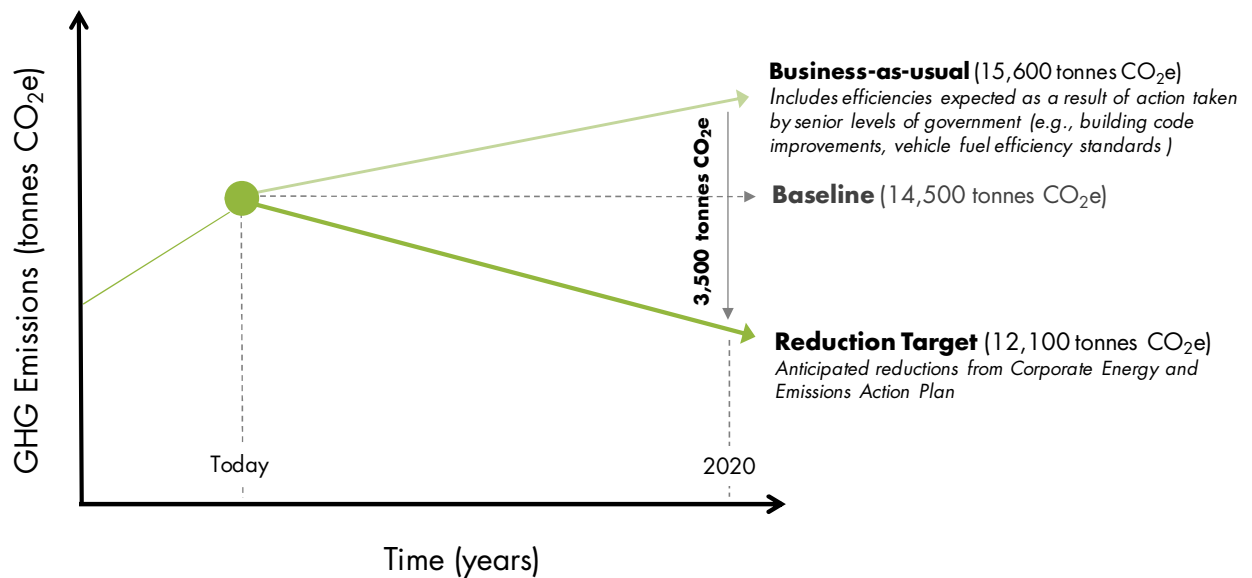 GHG Emissions (tonnes CO₂e)
Business-as-usual (15,600 tonnes CO₂e)
Includes efficiencies expected as a result of action taken
by senior levels of government (e.g., building code
improvements, vehicle fuel efficiency standards )
3,500 tonnes CO₂e
Baseline (14,500 tonnes CO₂e)
Reduction Target (12,100 tonnes CO₂e)
Anticipated reductions from Corporate Energy and
Emissions Action Plan
Today
2020
Time (years)